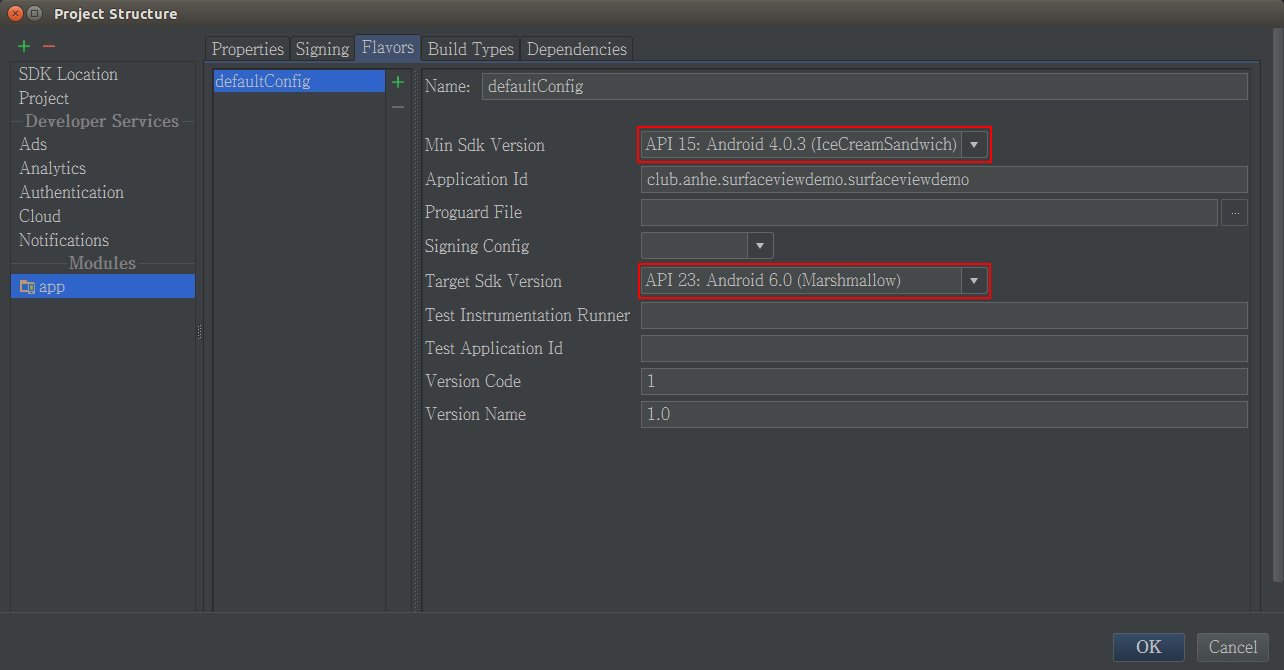 Project Structure
SDK Location
Project
Developer Services
Ads
Analytics
Authentication
Cloud
Notifications
Modules
app
Properties Signing Flavors Build Types Dependencies
defaultConfig
Name: defaultConfig
Min Sdk Version API 15: Android 4.0.3 (IceCreamSandwich)
Application Id club.anhe.surfaceviewdemo.surfaceviewdemo
Proguard File ...
Signing Config
Target Sdk Version API 23: Android 6.0 (Marshmallow)
Test Instrumentation Runner
Test Application Id
Version Code 1
Version Name 1.0
OK Cancel